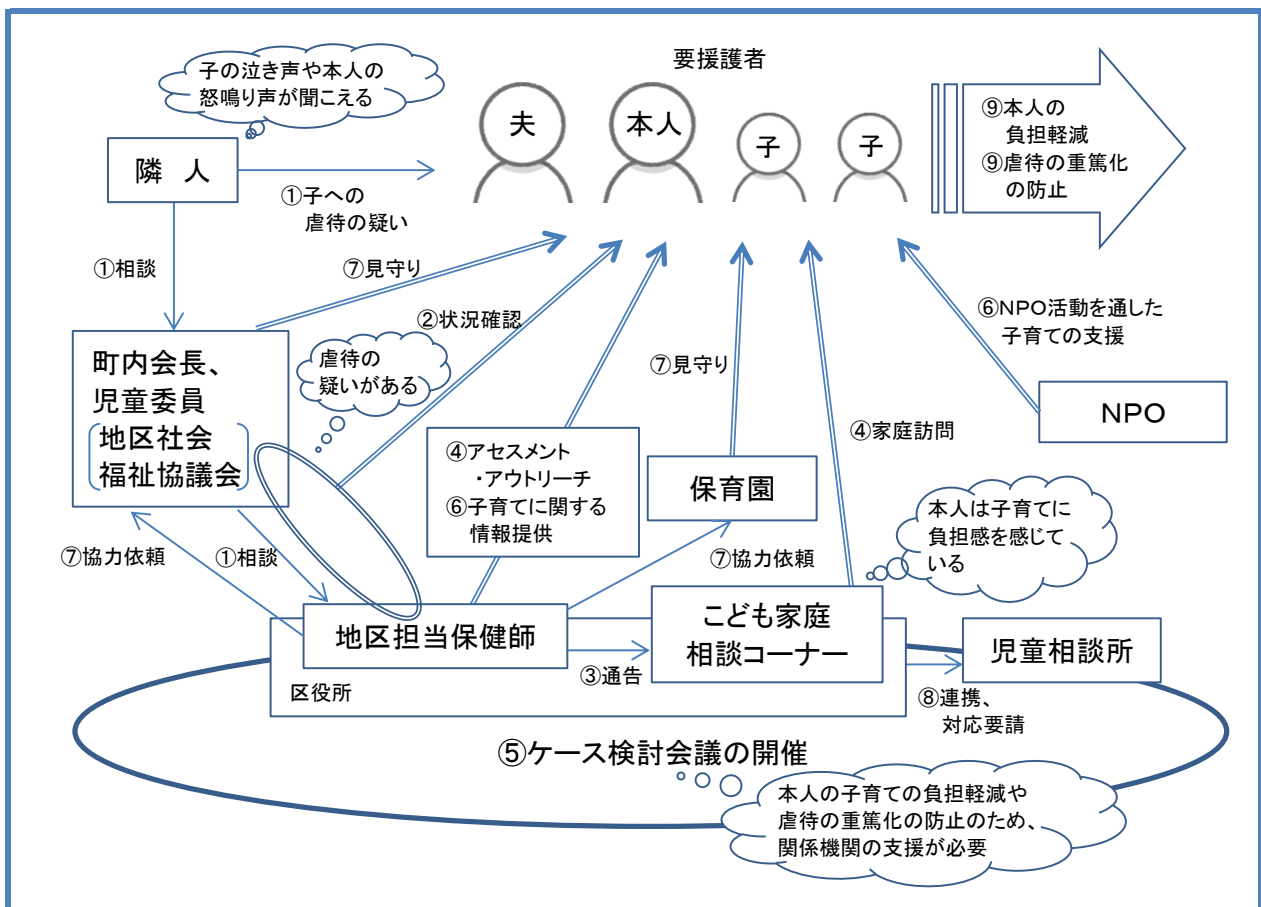 要援護者
子の泣き声や本人の
怒鳴り声が聞こえる
夫
本人
子
子
⑨本人の
負担軽減
⑨虐待の重篤化
の防止
隣 人
①子への
虐待の疑い
①相談
⑦見守り
②状況確認
⑥NPO活動を通した
子育ての支援
町内会長、
児童委員
地区社会
福祉協議会
虐待の
疑いがある
⑦見守り
NPO
④家庭訪問
④アセスメント
・アウトリーチ
⑥子育てに関する
情報提供
保育園
本人は子育てに
負担感を感じて
いる
⑦協力依頼
①相談
⑦協力依頼
地区担当保健師
こども家庭
相談コーナー
児童相談所
区役所
③通告
⑧連携、
対応要請
⑤ケース検討会議の開催
本人の子育ての負担軽減や
虐待の重篤化の防止のため、
関係機関の支援が必要